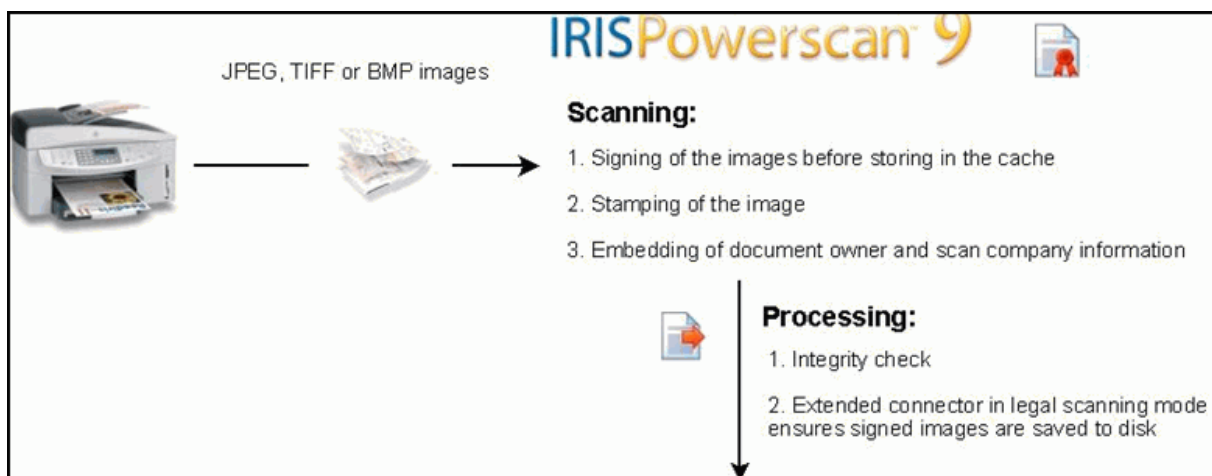 IRISPowerscan™ 9
JPEG, TIFF or BMP images
Scanning:
1. Signing of the images before storing in the cache
2. Stamping of the image
3. Embedding of document owner and scan company information
Processing:
1. Integrity check
2. Extended connector in legal scanning mode
ensures signed images are saved to disk